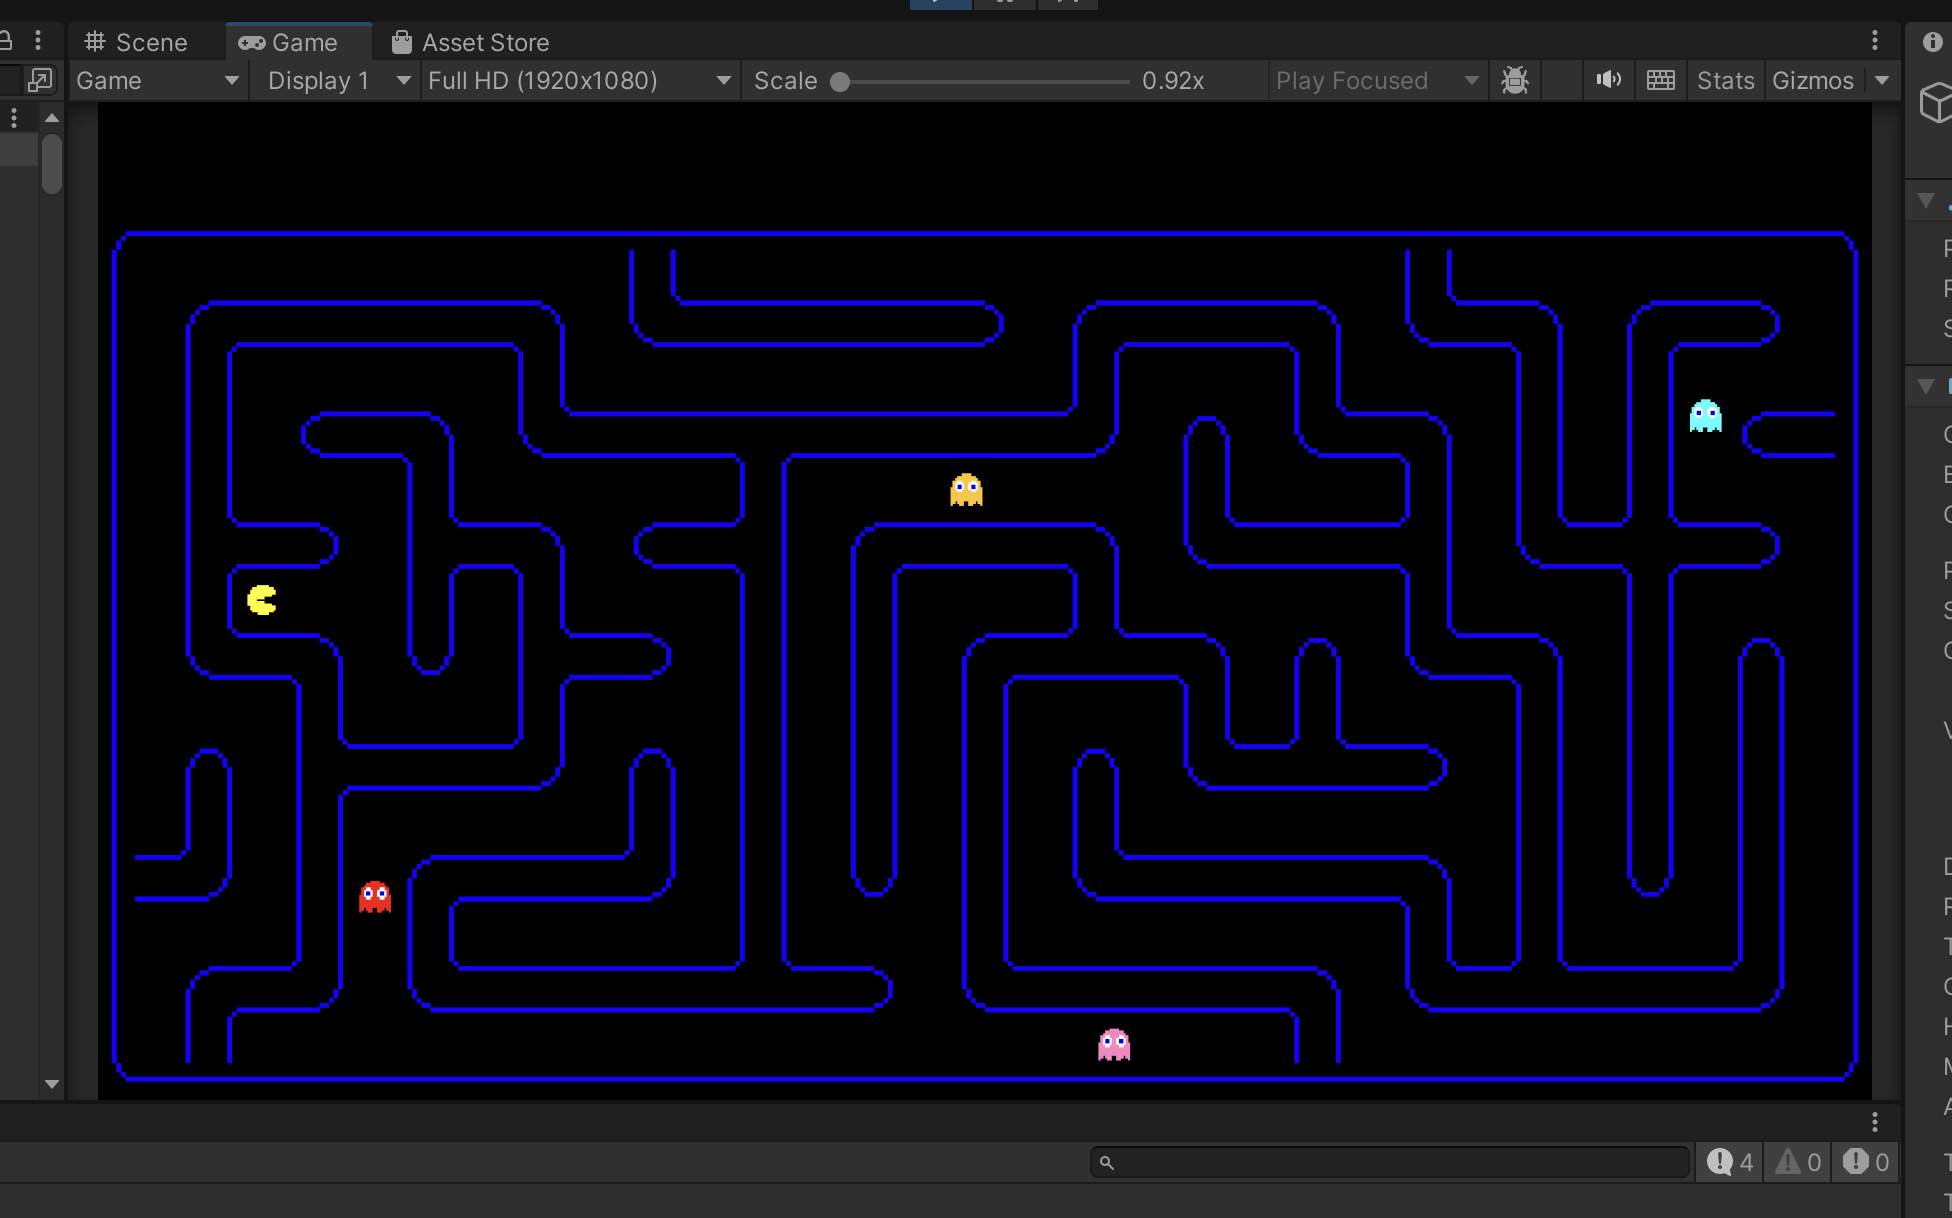 Scene Game Asset Store
Game Display 1 Full HD (1920x1080) Scale 0.92x Play Focused Stats Gizmos
4 0 0